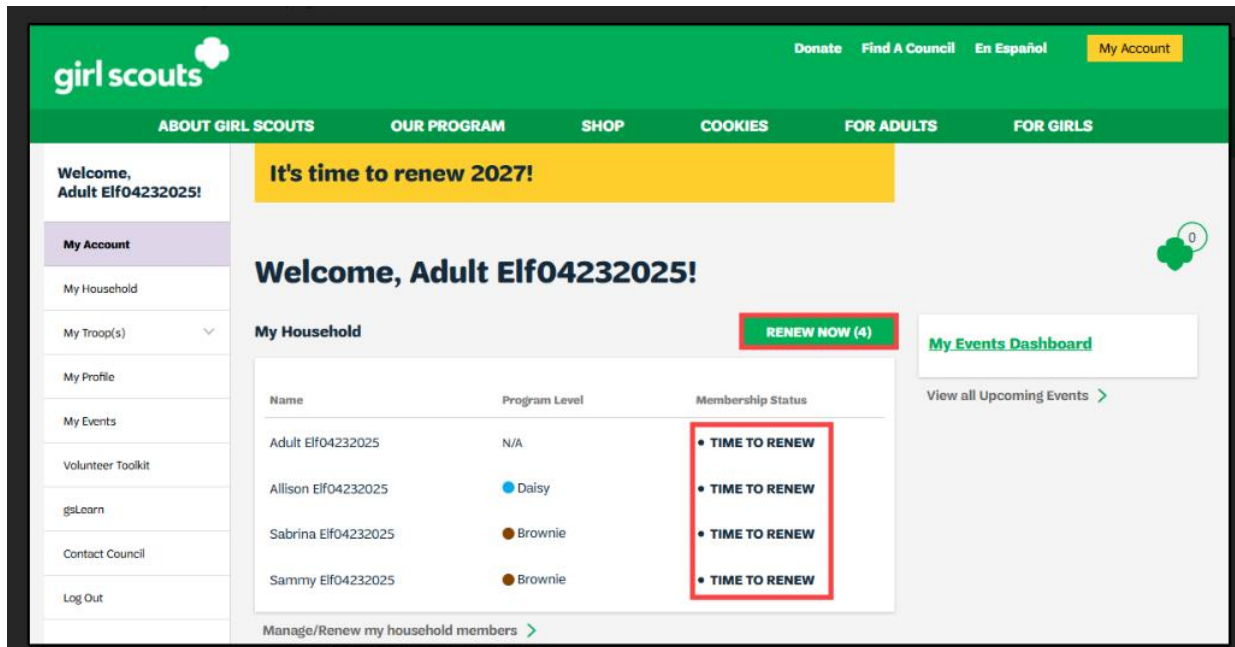 girl scouts
Donate Find A Council En Español My Account
ABOUT GIRL SCOUTS OUR PROGRAM SHOP COOKIES FOR ADULTS FOR GIRLS
Welcome,
Adult Elf04232025!
My Account
My Household
My Troop(s)
My Profile
My Events
Volunteer Toolkit
gsLearn
Contact Council
Log Out
It's time to renew 2027!
0
Welcome, Adult Elf04232025!
My Household
RENEW NOW (4)
Name Program Level Membership Status
Adult Elf04232025 N/A • TIME TO RENEW
Allison Elf04232025 Daisy • TIME TO RENEW
Sabrina Elf04232025 Brownie • TIME TO RENEW
Sammy Elf04232025 Brownie • TIME TO RENEW
Manage/Renew my household members >
My Events Dashboard
View all Upcoming Events >